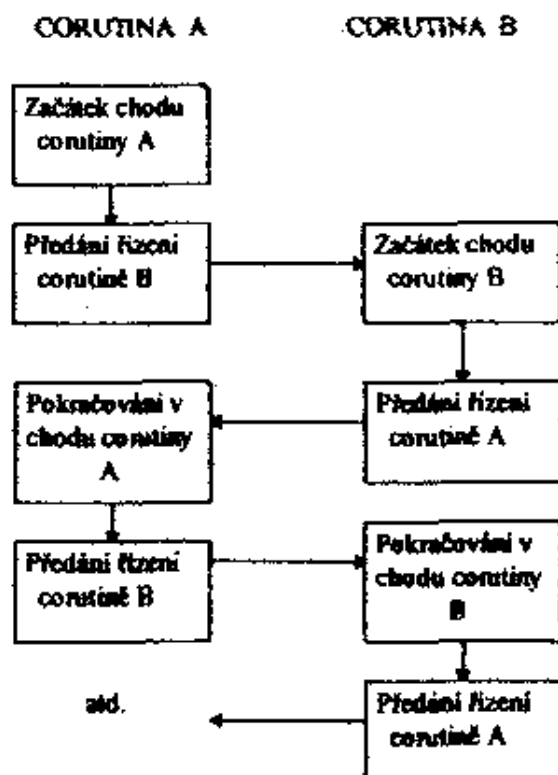 CORUTINA A
CORUTINA B
Začátek chodu
corutiny A
Předání řízení
corutině B
Začátek chodu
corutiny B
Předání řízení
corutině A
Pokračování v
chodu corutiny
A
Předání řízení
corutině B
Pokračování v
chodu corutiny
B
Předání řízení
corutině A
atd.